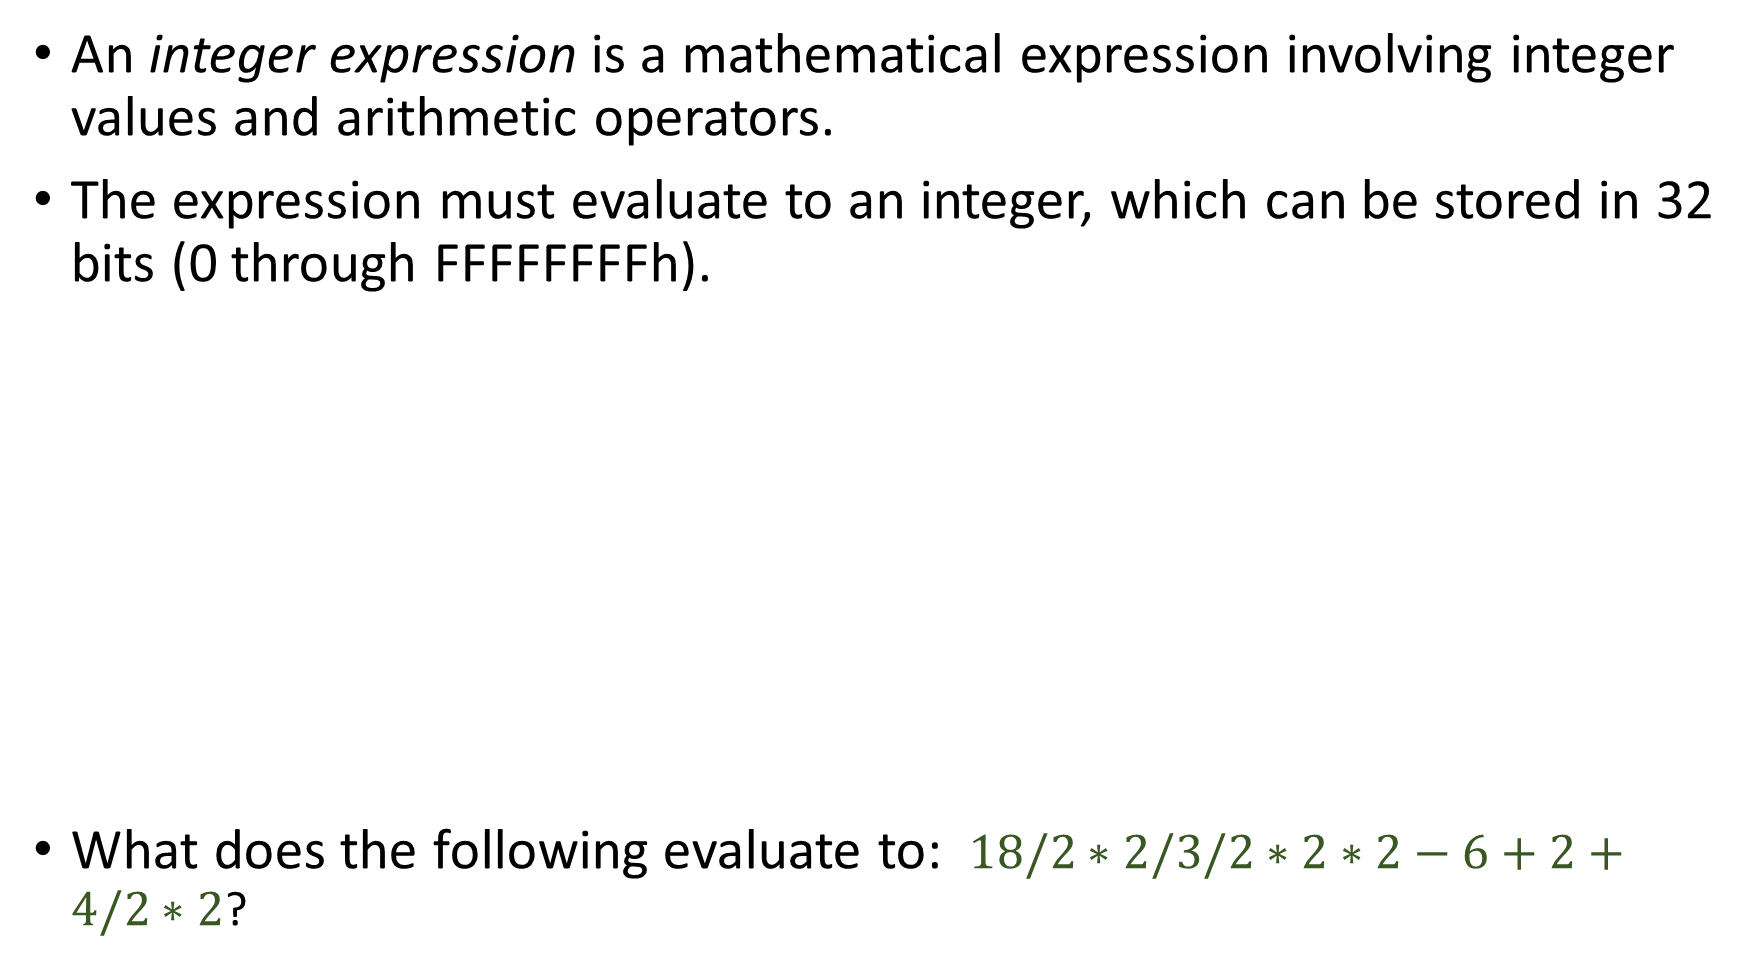 • An integer expression is a mathematical expression involving integer
values and arithmetic operators.
• The expression must evaluate to an integer, which can be stored in 32
bits (0 through FFFFFFFFh).
• What does the following evaluate to: 18/2 ∗ 2/3/2 ∗ 2 ∗ 2 − 6 + 2 +
4/2 ∗ 2?